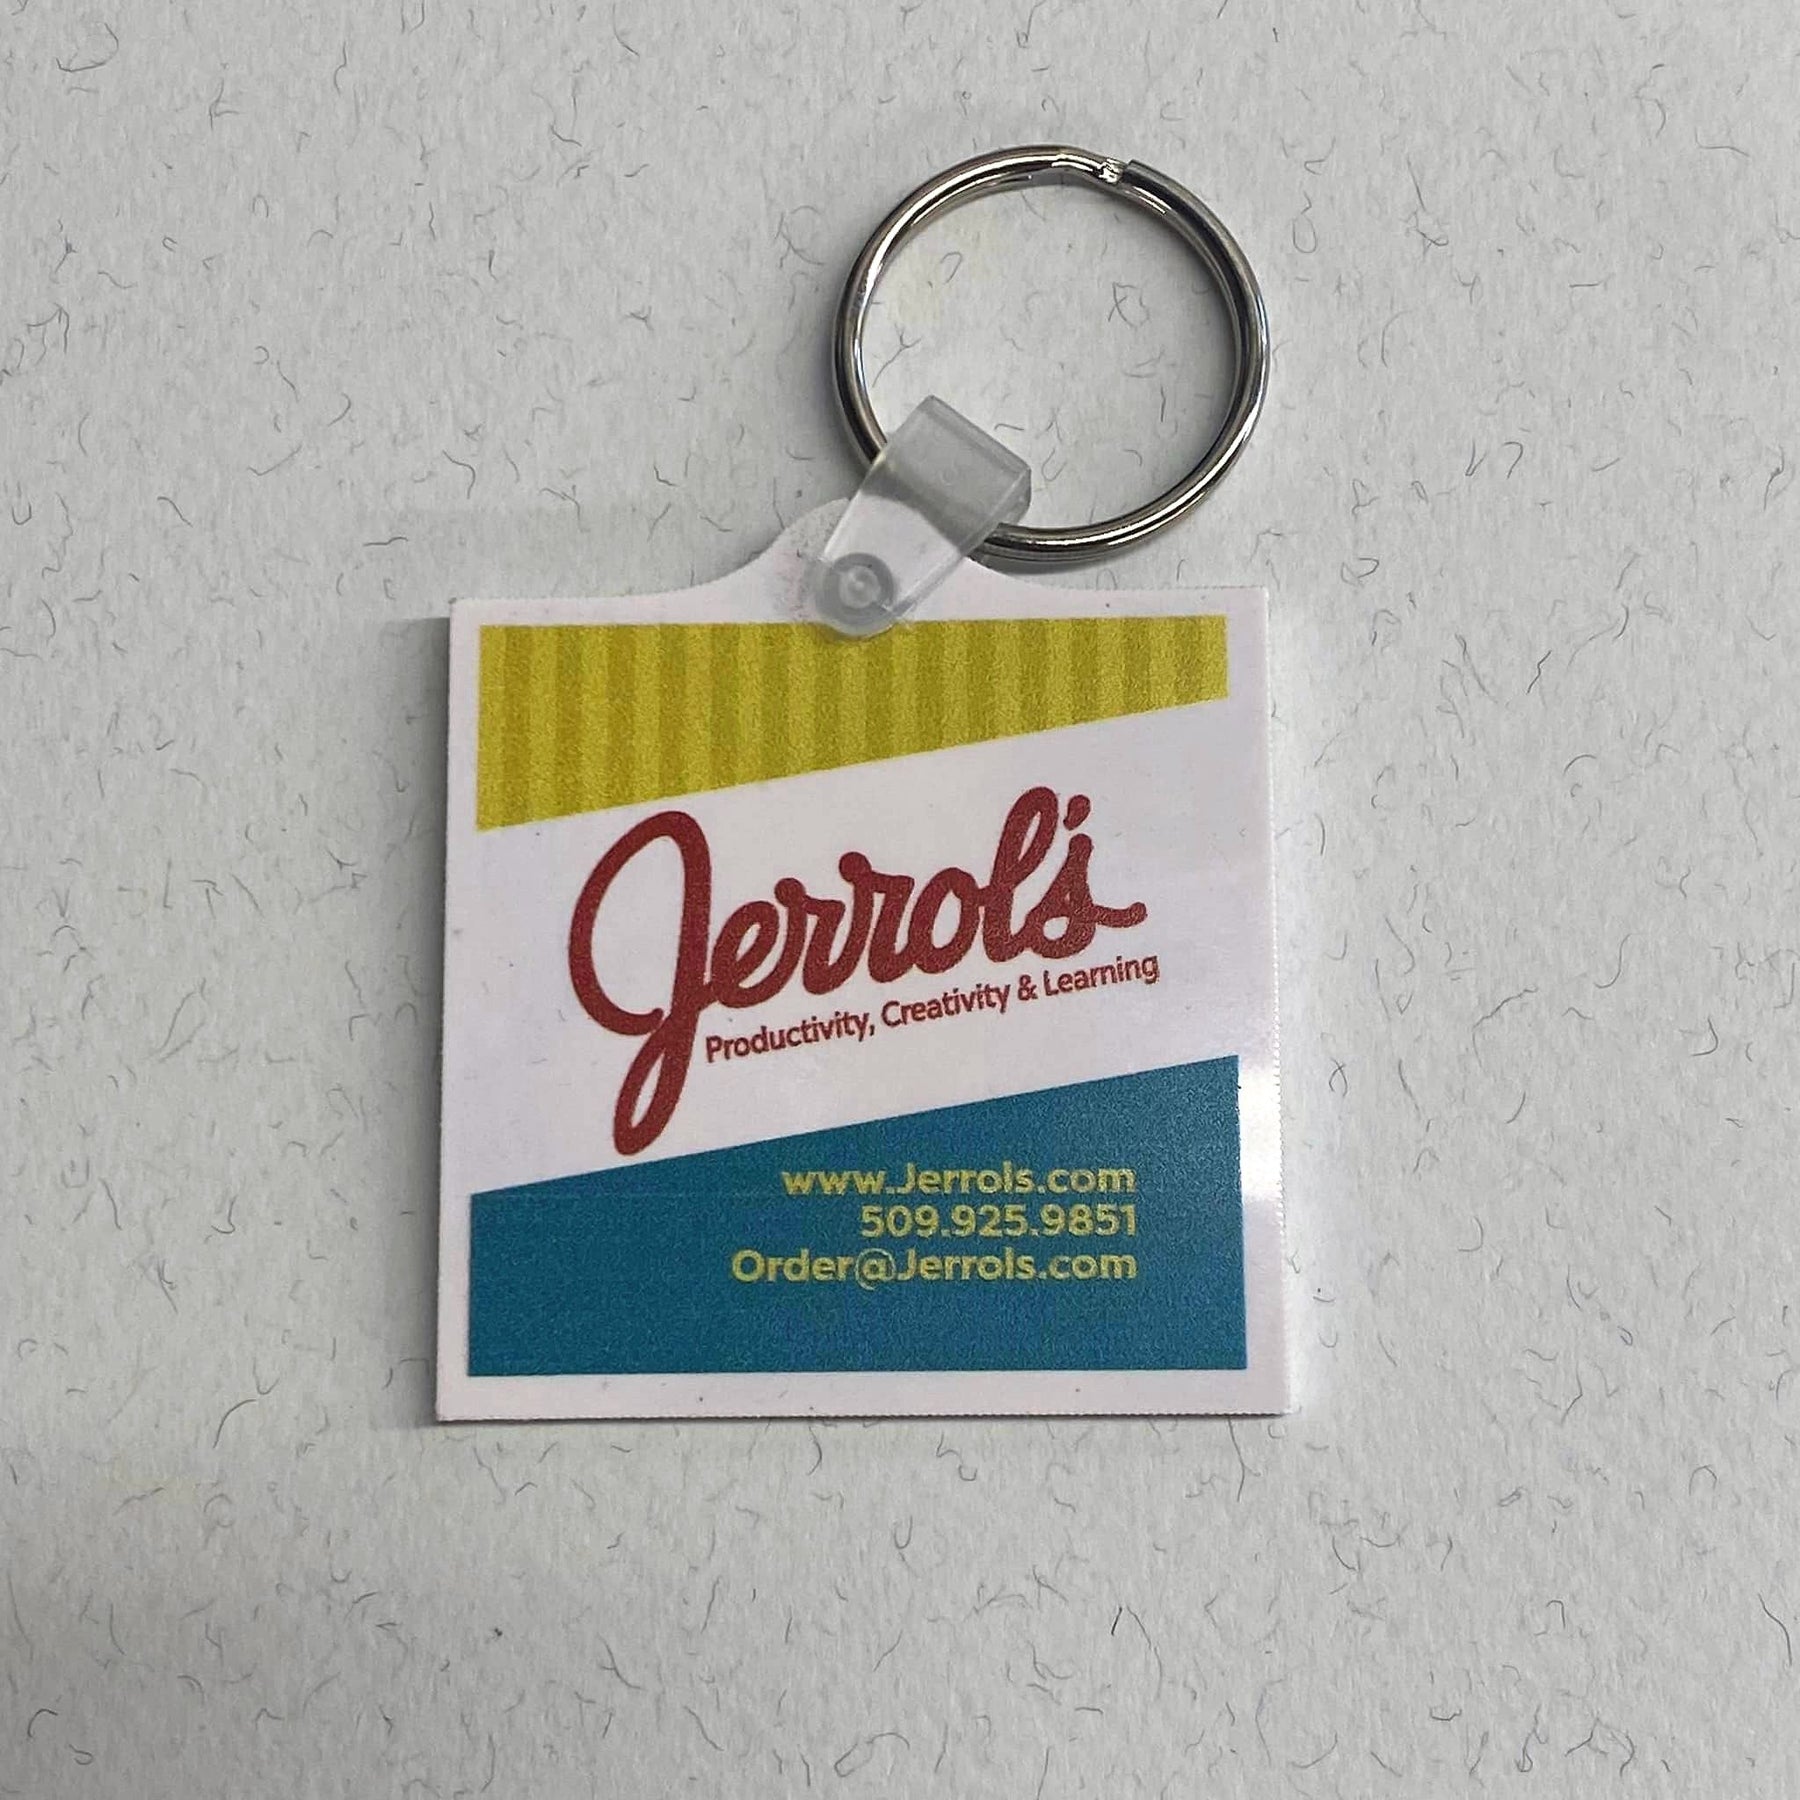 Jerrol's
Productivity, Creativity & Learning
www.Jerrols.com
509.925.9851
Order@Jerrols.com